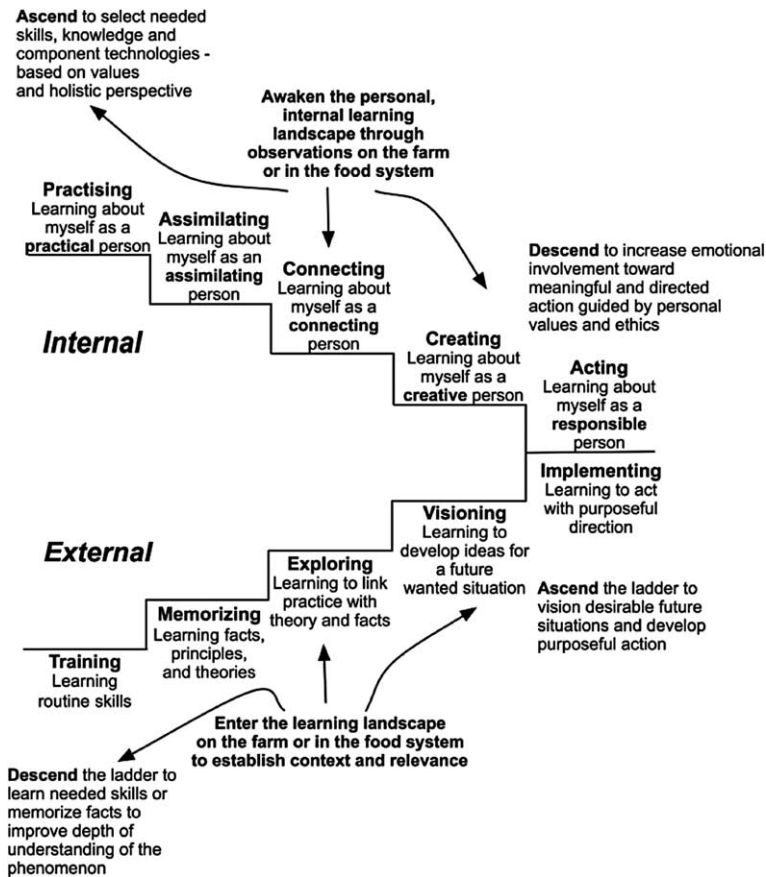 Ascend to select needed
skills, knowledge and
component technologies -
based on values
and holistic perspective
Awaken the personal,
internal learning
landscape through
observations on the farm
or in the food system
Practising
Learning about
myself as a
practical person
Assimilating
Learning about
myself as an
assimilating
person
Connecting
Learning about
myself as a
connecting
person
Descend to increase emotional
involvement toward
meaningful and directed
action guided by personal
values and ethics
Internal
Creating
Learning about
myself as a
creative person
Acting
Learning about
myself as a
responsible
person
Implementing
Learning to act
with purposeful
direction
External
Visioning
Learning to
develop ideas for
a future
wanted situation
Exploring
Learning to link
practice with
theory and facts
Memorizing
Learning facts,
principles,
and theories
Training
Learning
routine skills
Ascend the ladder to
vision desirable future
situations and develop
purposeful action
Enter the learning landscape
on the farm or in the food system
to establish context and relevance
Descend the ladder to
learn needed skills or
memorize facts to
improve depth of
understanding of the
phenomenon